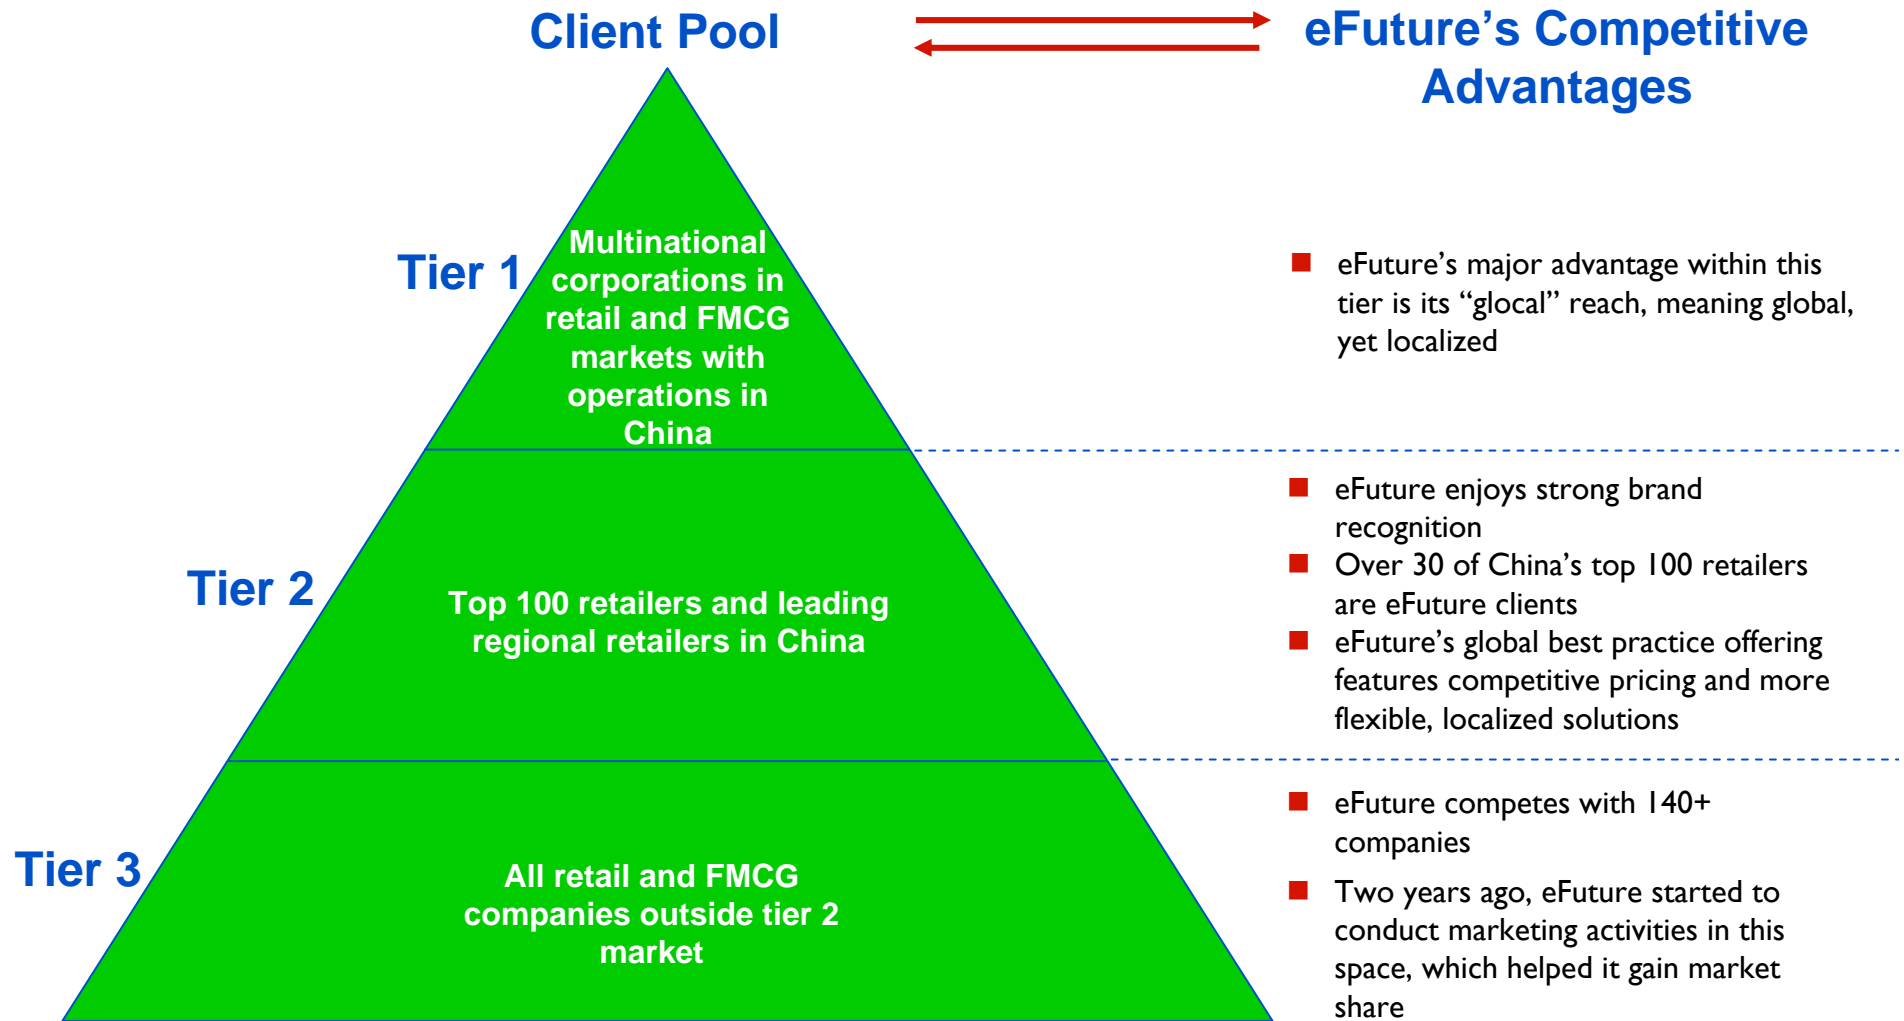 Client Pool
eFuture’s Competitive
Advantages
Tier 1
Multinational
corporations in
retail and FMCG
markets with
operations in
China
eFuture’s major advantage within this
tier is its “glocal” reach, meaning global,
yet localized
Tier 2
Top 100 retailers and leading
regional retailers in China
eFuture enjoys strong brand
recognition
Over 30 of China’s top 100 retailers
are eFuture clients
eFuture’s global best practice offering
features competitive pricing and more
flexible, localized solutions
Tier 3
All retail and FMCG
companies outside tier 2
market
eFuture competes with 140+
companies
Two years ago, eFuture started to
conduct marketing activities in this
space, which helped it gain market
share